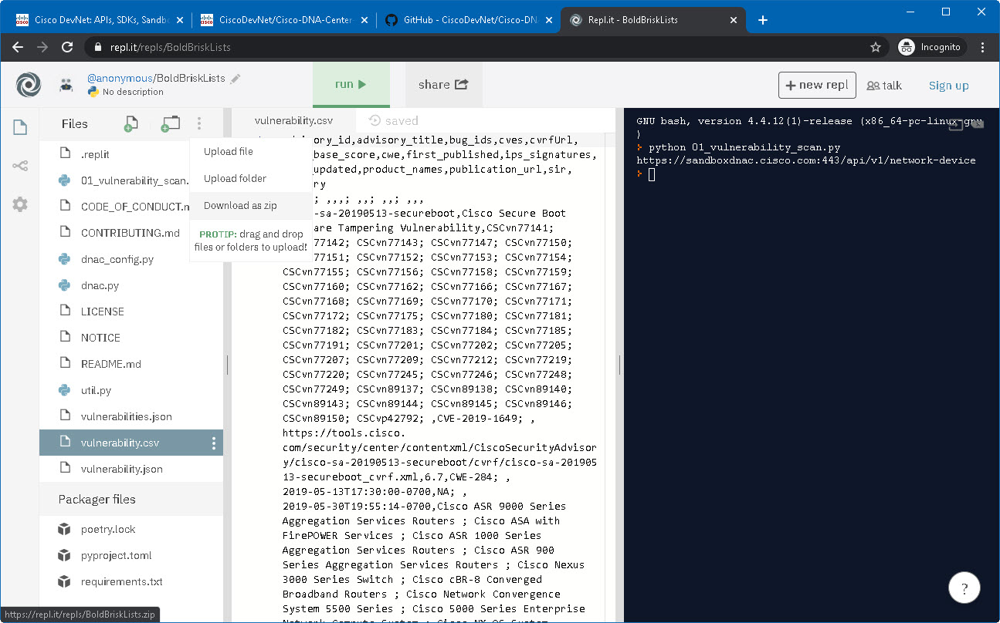 Cisco DevNet: APIs, SDKs, Sandb
CiscoDevNet/Cisco-DNA-Center
GitHub - CiscoDevNet/Cisco-DN
Repl.it - BoldBriskLists
repl.it/repls/BoldBriskLists
Incognito
@anonymous/BoldBriskLists
No description
run
share
+ new repl
talk
Sign up
Files
.replit
01_vulnerability_scan.
CODE_OF_CONDUCT.m
CONTRIBUTING.md
dnac_config.py
dnac.py
LICENSE
NOTICE
README.md
util.py
vulnerabilities.json
vulnerability.csv
vulnerability.json
Packager files
poetry.lock
pyproject.toml
requirements.txt
https://repl.it/repls/BoldBriskLists.zip
Upload file
Upload folder
Download as zip
PROTIP: drag and drop
files or folders to upload!
vulnerability.csv
saved
ory_id,advisory_title,bug_ids,cves,cvrfUrl,
base_score,cwe,first_published,ips_signatures,
updated,product_names,publication_url,sir,
ry
; ,,,; ,,; ,,; ,,,
-sa-20190513-secureboot,Cisco Secure Boot
are Tampering Vulnerability,CSCvn77141;
77142; CSCvn77143; CSCvn77147; CSCvn77150;
77151; CSCvn77152; CSCvn77153; CSCvn77154;
CSCvn77155; CSCvn77156; CSCvn77158; CSCvn77159;
CSCvn77160; CSCvn77162; CSCvn77166; CSCvn77167;
CSCvn77168; CSCvn77169; CSCvn77170; CSCvn77171;
CSCvn77172; CSCvn77175; CSCvn77180; CSCvn77181;
CSCvn77182; CSCvn77183; CSCvn77184; CSCvn77185;
CSCvn77191; CSCvn77201; CSCvn77202; CSCvn77205;
CSCvn77207; CSCvn77209; CSCvn77212; CSCvn77219;
CSCvn77220; CSCvn77245; CSCvn77246; CSCvn77248;
CSCvn77249; CSCvn89137; CSCvn89138; CSCvn89140;
CSCvn89143; CSCvn89144; CSCvn89145; CSCvn89146;
CSCvn89150; CSCvp42792; ,CVE-2019-1649; ,
https://tools.cisco.
com/security/center/contentxml/CiscoSecurityAdvisor
y/cisco-sa-20190513-secureboot/cvrf/cisco-sa-201905
13-secureboot_cvrf.xml,6.7,CWE-284; ,
2019-05-13T17:30:00-0700,NA; ,
2019-05-30T19:55:14-0700,Cisco ASR 9000 Series
Aggregation Services Routers ; Cisco ASA with
FirePOWER Services ; Cisco ASR 1000 Series
Aggregation Services Routers ; Cisco ASR 900
Series Aggregation Services Routers ; Cisco Nexus
3000 Series Switch ; Cisco cBR-8 Converged
Broadband Routers ; Cisco Network Convergence
System 5500 Series ; Cisco 5000 Series Enterprise
Network Compute System ; Cisco NX-OS System
GNU bash, version 4.4.12(1)-release (x86_64-pc-linux-gnu
)
python 01_vulnerability_scan.py
https://sandboxdnac.cisco.com:443/api/v1/network-device
?